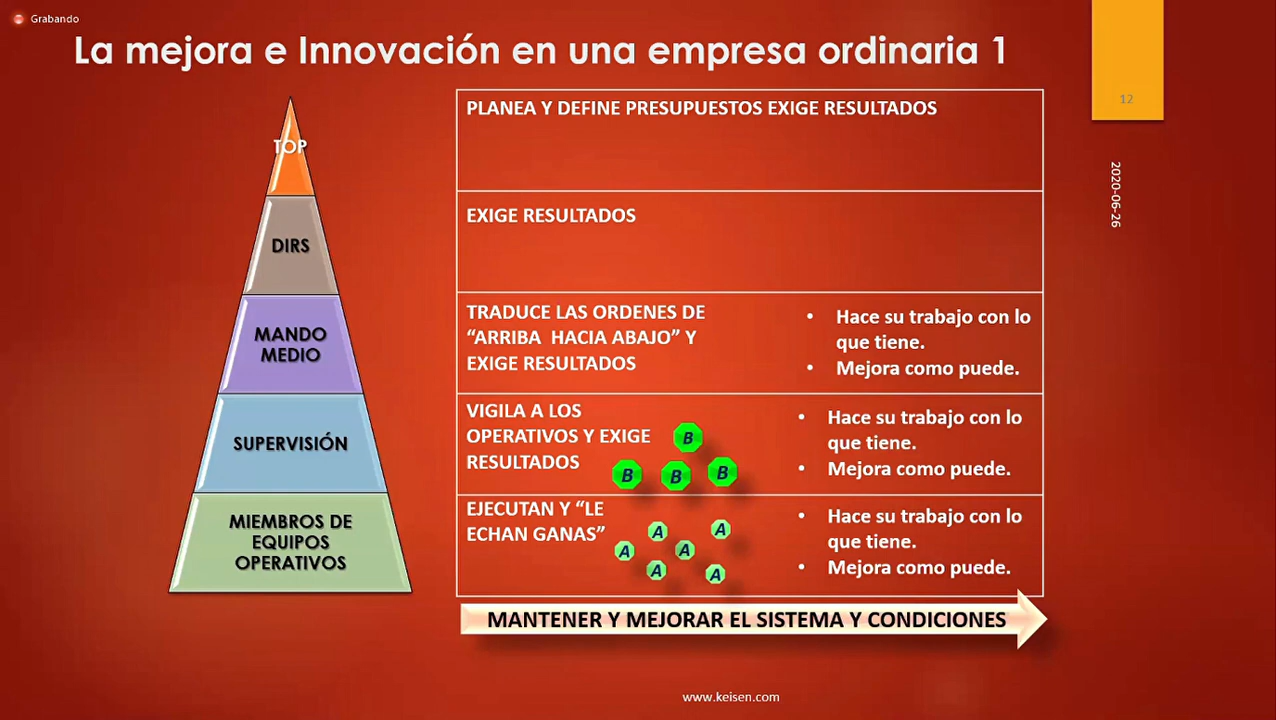 Grabando
La mejora e Innovación en una empresa ordinaria 1
12
2020-06-26
TOP
PLANEA Y DEFINE PRESUPUESTOS EXIGE RESULTADOS
DIRS
EXIGE RESULTADOS
MANDO
MEDIO
TRADUCE LAS ORDENES DE
“ARRIBA HACIA ABAJO” Y
EXIGE RESULTADOS
• Hace su trabajo con lo
que tiene.
• Mejora como puede.
SUPERVISIÓN
VIGILA A LOS
OPERATIVOS Y EXIGE
RESULTADOS
B
B B B
• Hace su trabajo con lo
que tiene.
• Mejora como puede.
MIEMBROS DE
EQUIPOS
OPERATIVOS
EJECUTAN Y “LE
ECHAN GANAS”
A A
A A
A A
• Hace su trabajo con lo
que tiene.
• Mejora como puede.
MANTENER Y MEJORAR EL SISTEMA Y CONDICIONES
www.keisen.com